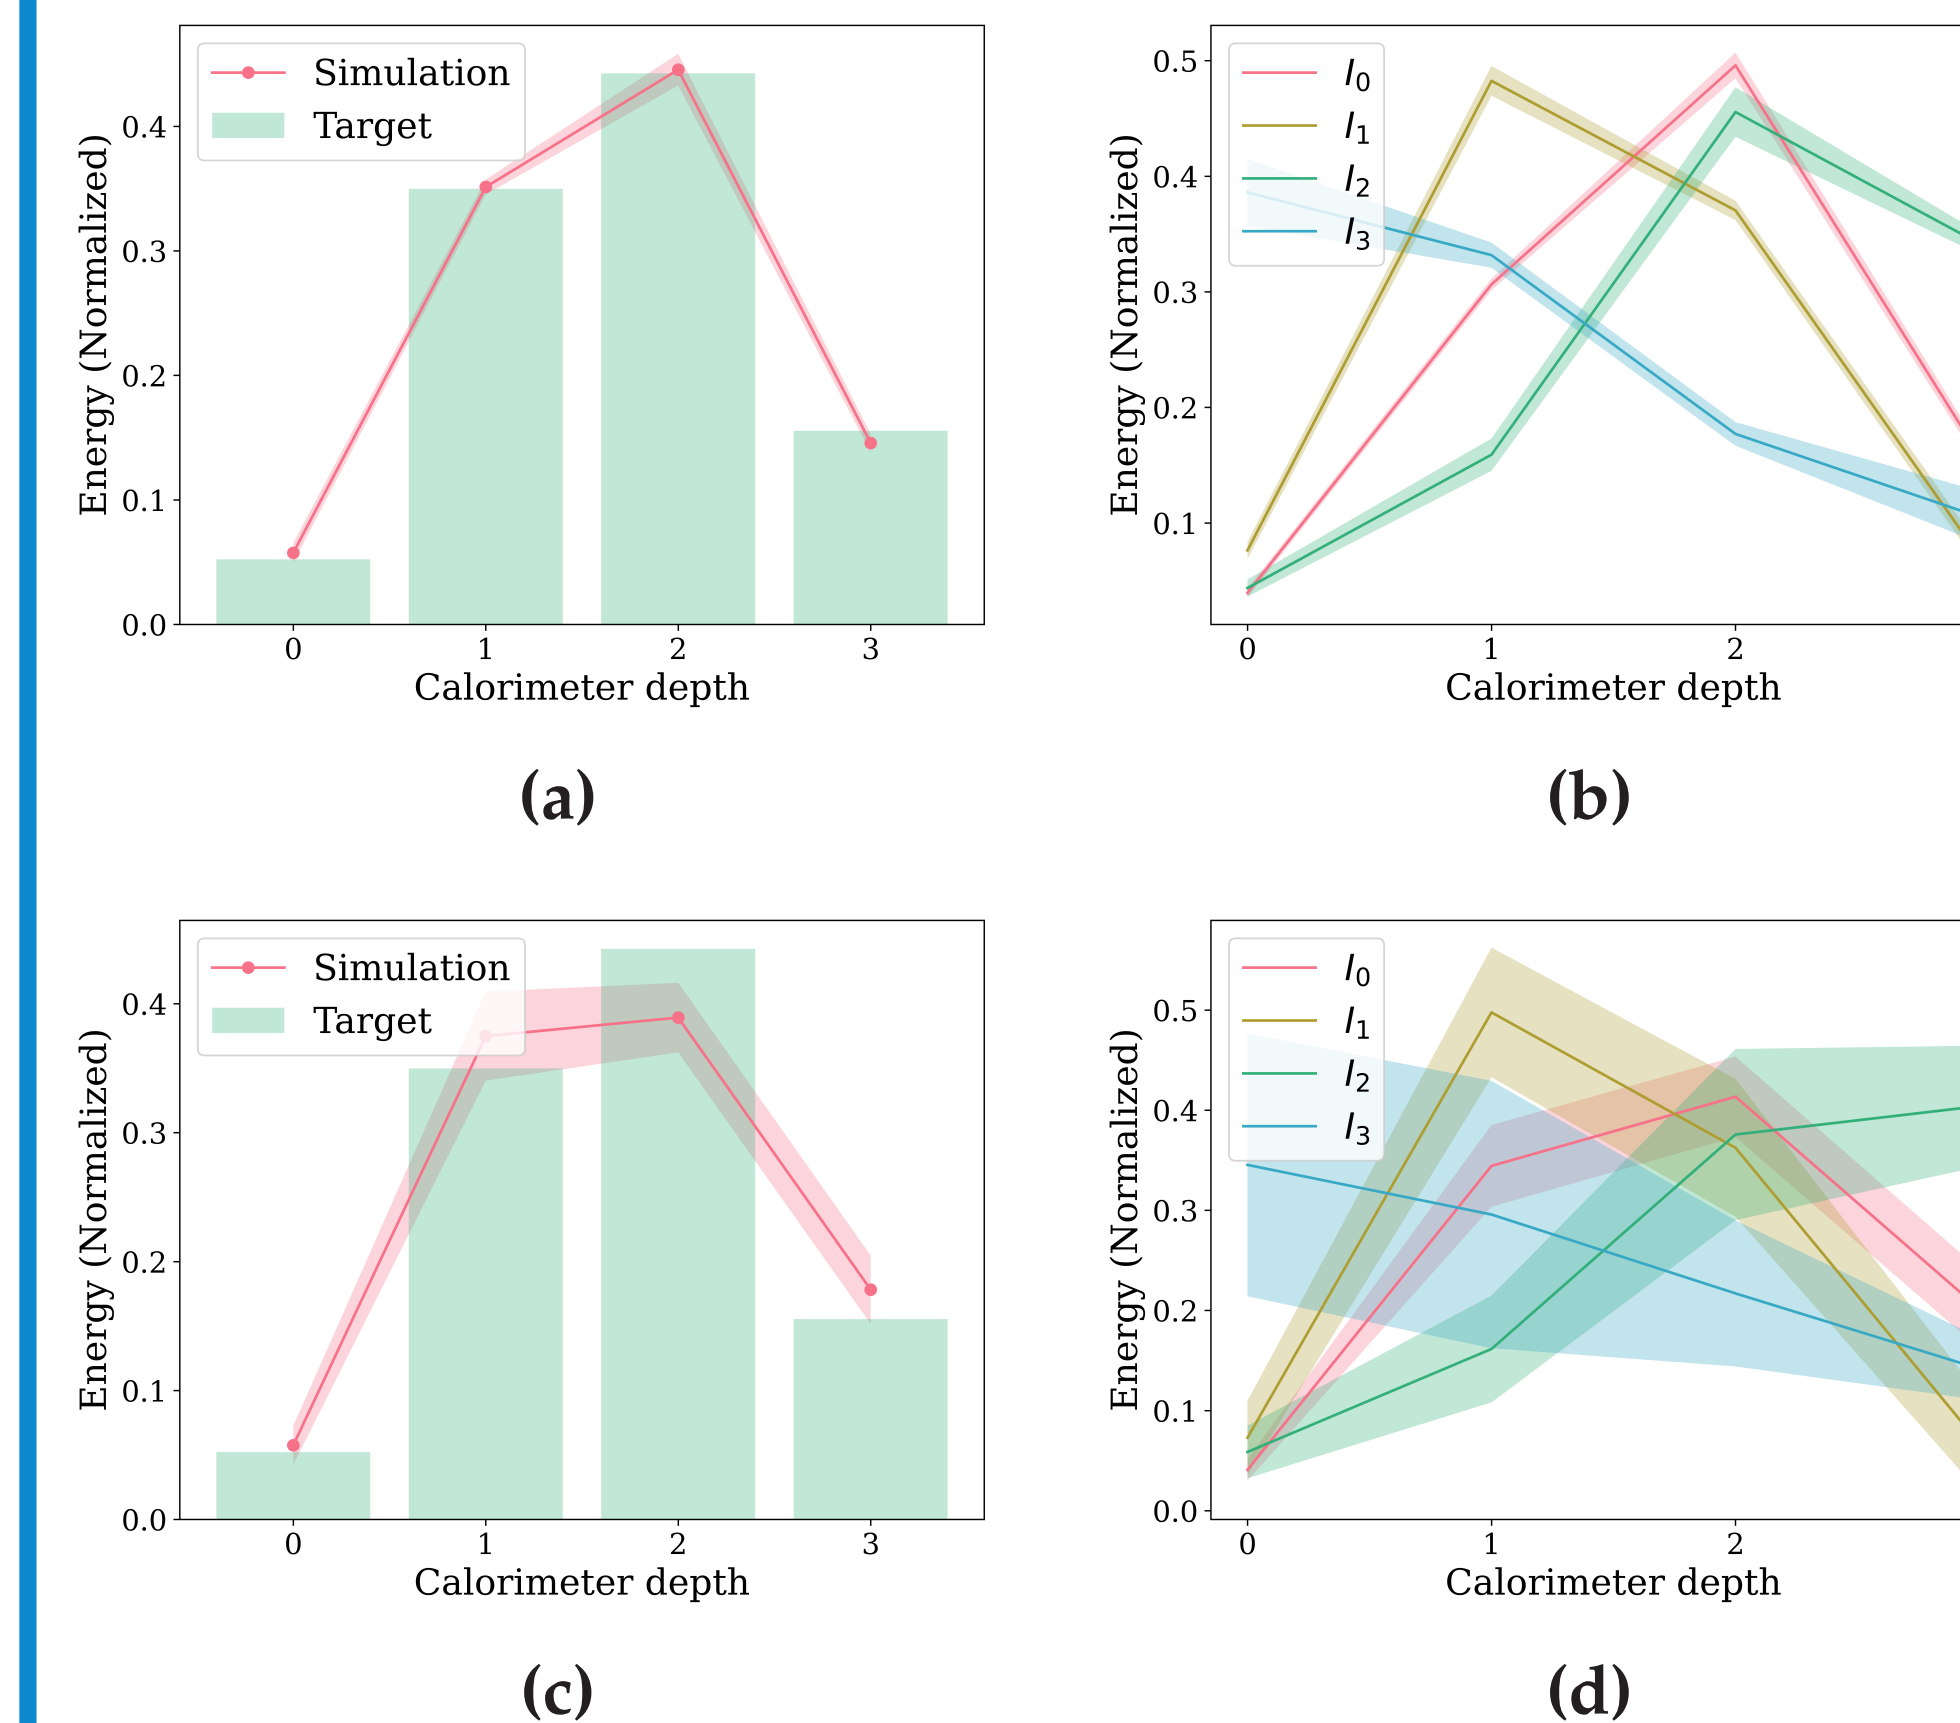 Simulation
Target
0.4
0.3
0.2
0.1
0.0
Energy (Normalized)
0 1 2 3
Calorimeter depth
(a)
I0
I1
I2
I3
0.5
0.4
0.3
0.2
0.1
Energy (Normalized)
0 1 2
Calorimeter depth
(b)
Simulation
Target
0.4
0.3
0.2
0.1
0.0
Energy (Normalized)
0 1 2 3
Calorimeter depth
(c)
I0
I1
I2
I3
0.5
0.4
0.3
0.2
0.1
0.0
Energy (Normalized)
0 1 2
Calorimeter depth
(d)